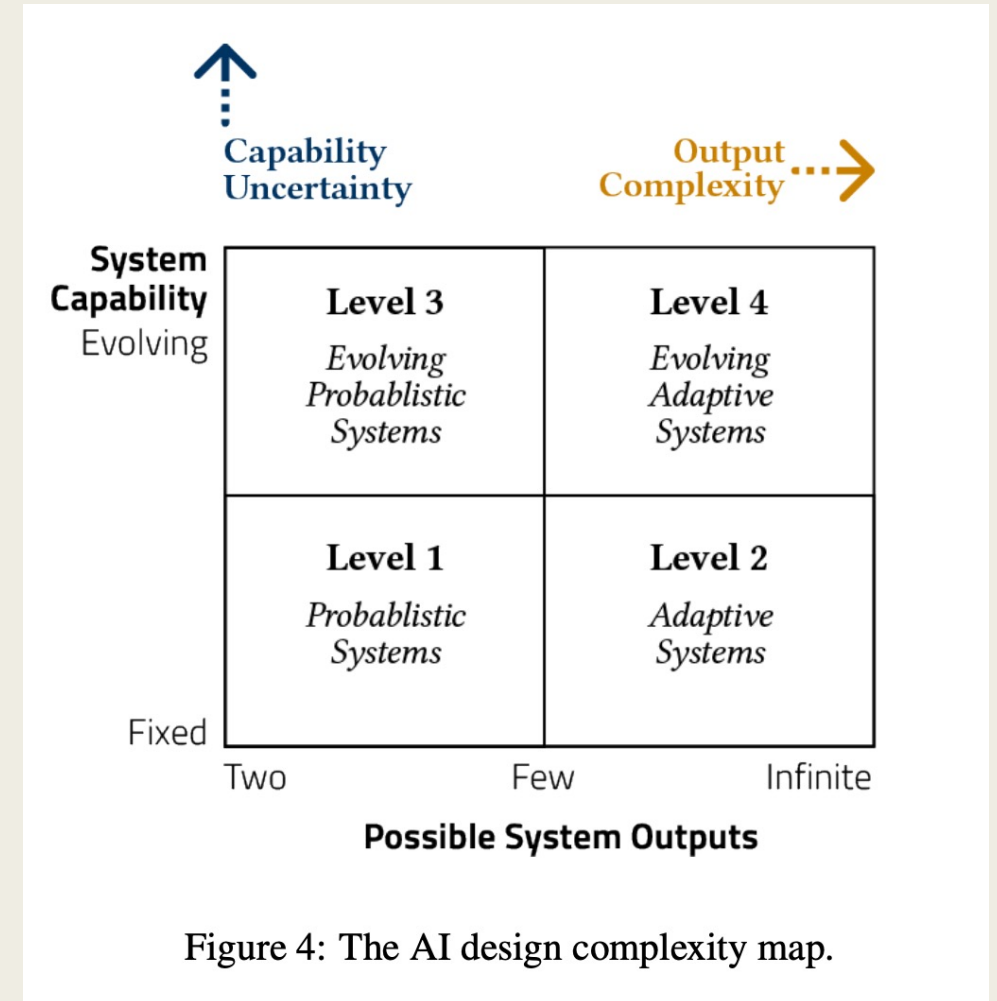 Capability
Uncertainty
Output
Complexity
System
Capability
Evolving
Level 3
Evolving
Probablistic
Systems
Level 4
Evolving
Adaptive
Systems
Level 1
Probablistic
Systems
Level 2
Adaptive
Systems
Fixed
Two
Few
Infinite
Possible System Outputs
Figure 4: The AI design complexity map.